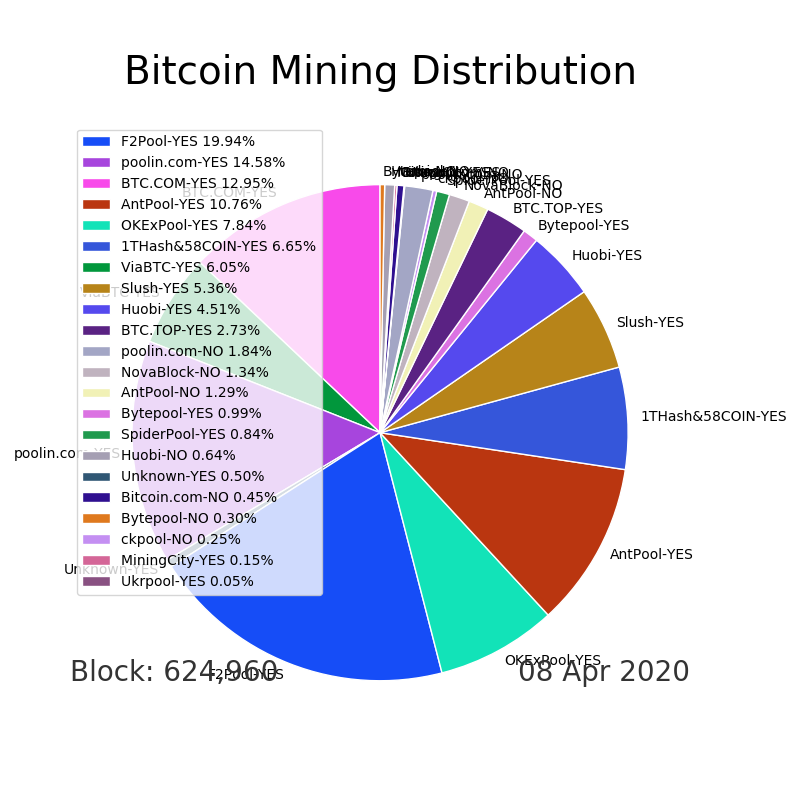 Bitcoin Mining Distribution
F2Pool-YES 19.94%
poolin.com-YES 14.58%
BTC.COM-YES 12.95%
AntPool-YES 10.76%
OKExPool-YES 7.84%
1THash&58COIN-YES 6.65%
ViaBTC-YES 6.05%
Slush-YES 5.36%
Huobi-YES 4.51%
BTC.TOP-YES 2.73%
poolin.com-NO 1.84%
NovaBlock-NO 1.34%
AntPool-NO 1.29%
Bytepool-YES 0.99%
SpiderPool-YES 0.84%
Huobi-NO 0.64%
Unknown-YES 0.50%
Bitcoin.com-NO 0.45%
Bytepool-NO 0.30%
ckpool-NO 0.25%
MiningCity-YES 0.15%
Ukrpool-YES 0.05%
BTC.COM-YES
ViaBTC-YES
poolin.com-YES
Unknown-YES
F2Pool-YES
OKExPool-YES
AntPool-YES
1THash&58COIN-YES
Slush-YES
Huobi-YES
Bytepool-YES
BTC.TOP-YES
AntPool-NO
NovaBlock-NO
SpiderPool-YES
Block: 624,960
08 Apr 2020